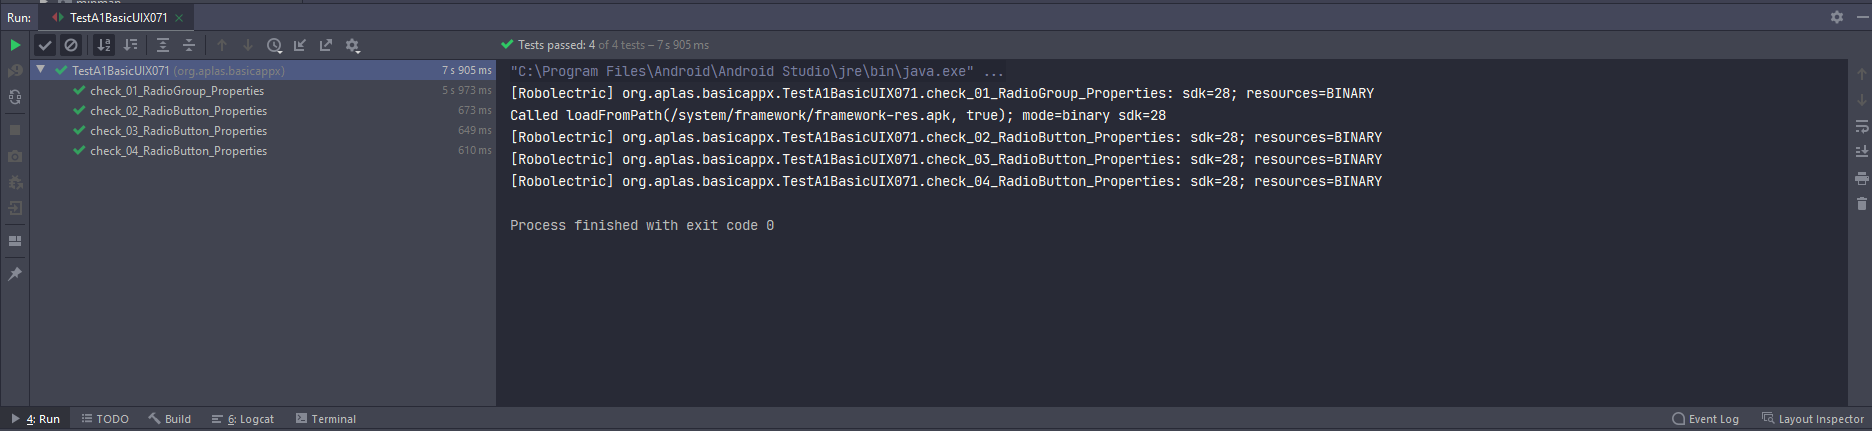 Run: TestA1BasicUIX071
Tests passed: 4 of 4 tests – 7 s 905 ms
TestA1BasicUIX071 (org.aplas.basicappx) 7 s 905 ms
check_01_RadioGroup_Properties 5 s 973 ms
check_02_RadioButton_Properties 673 ms
check_03_RadioButton_Properties 649 ms
check_04_RadioButton_Properties 610 ms
"C:\Program Files\Android\Android Studio\jre\bin\java.exe" ...
[Robolectric] org.aplas.basicappx.TestA1BasicUIX071.check_01_RadioGroup_Properties: sdk=28; resources=BINARY
Called loadFromPath(/system/framework/framework-res.apk, true); mode=binary sdk=28
[Robolectric] org.aplas.basicappx.TestA1BasicUIX071.check_02_RadioButton_Properties: sdk=28; resources=BINARY
[Robolectric] org.aplas.basicappx.TestA1BasicUIX071.check_03_RadioButton_Properties: sdk=28; resources=BINARY
[Robolectric] org.aplas.basicappx.TestA1BasicUIX071.check_04_RadioButton_Properties: sdk=28; resources=BINARY
Process finished with exit code 0
4: Run TODO Build 6: Logcat Terminal Event Log Layout Inspector